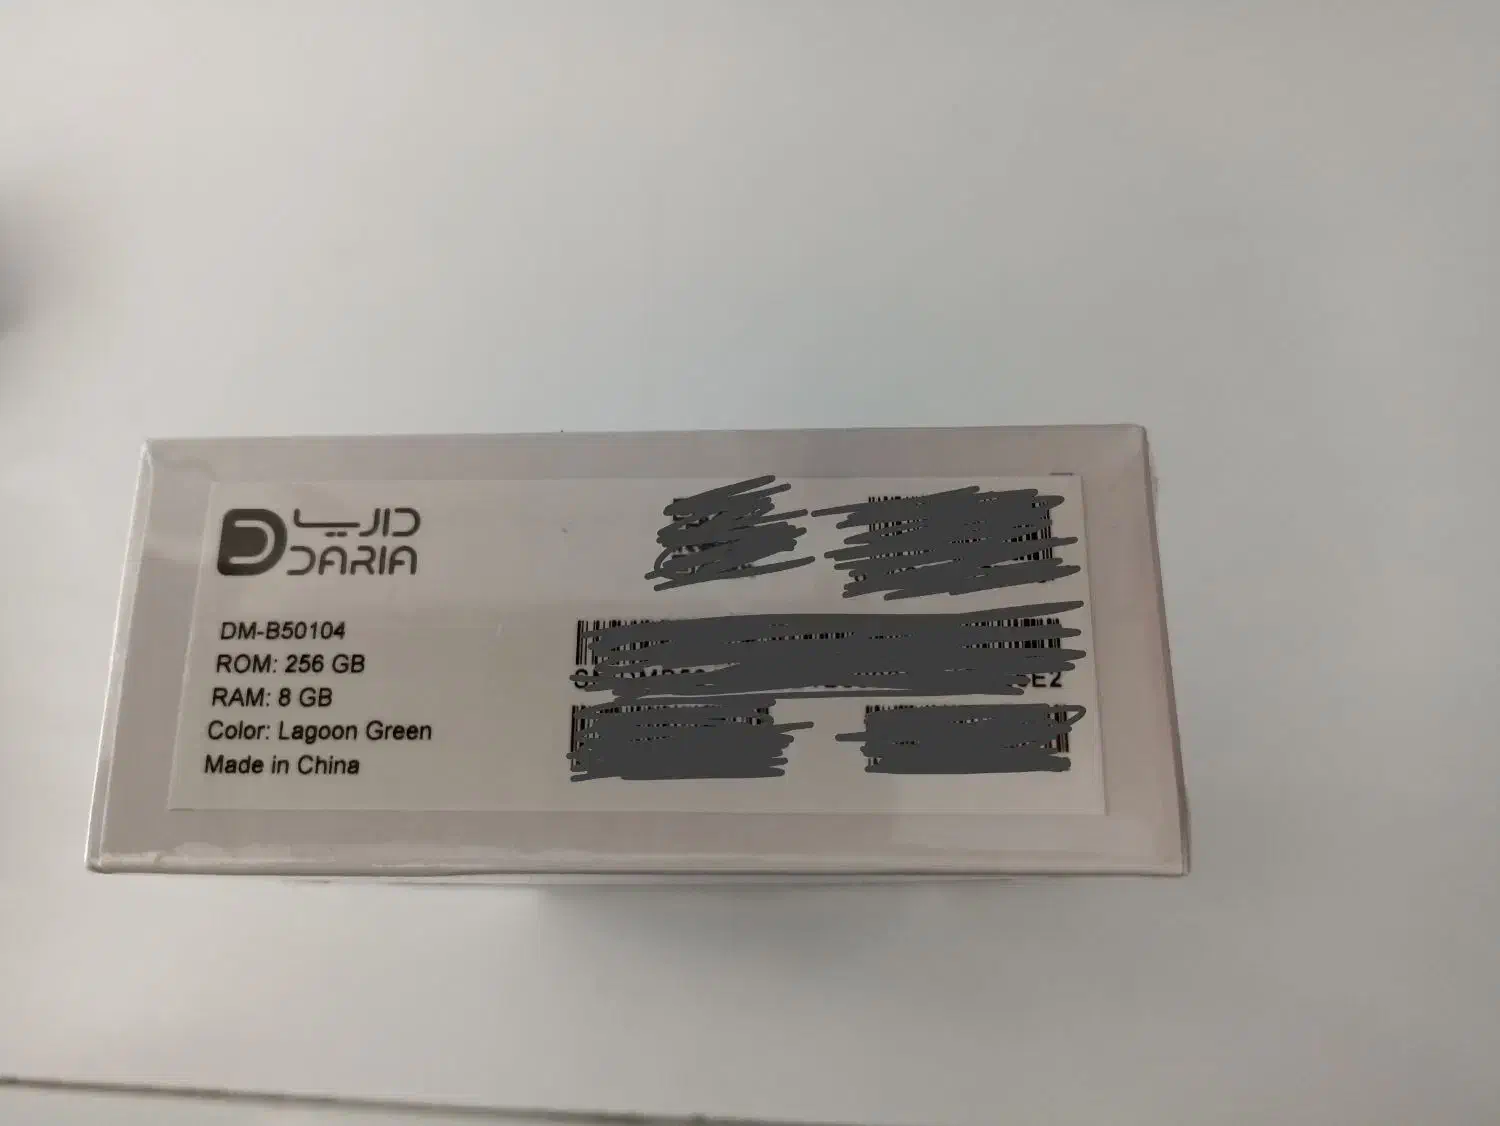 داریا
DARIA
DM-B50104
ROM: 256 GB
RAM: 8 GB
Color: Lagoon Green
Made in China